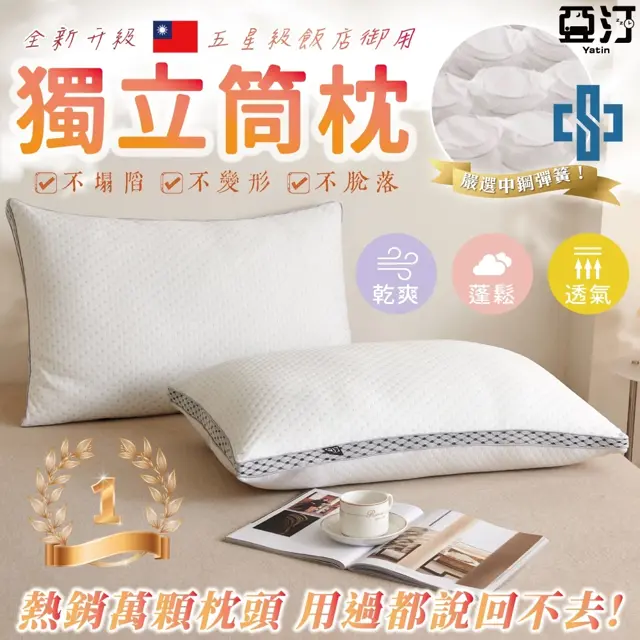 全新升級 五星級飯店御用
亞汀
Yatin
獨立筒枕
不塌陷 不變形 不脫落
嚴選中鋼彈簧!
乾爽 蓬鬆 透氣
1
熱銷萬顆枕頭 用過都說回不去!